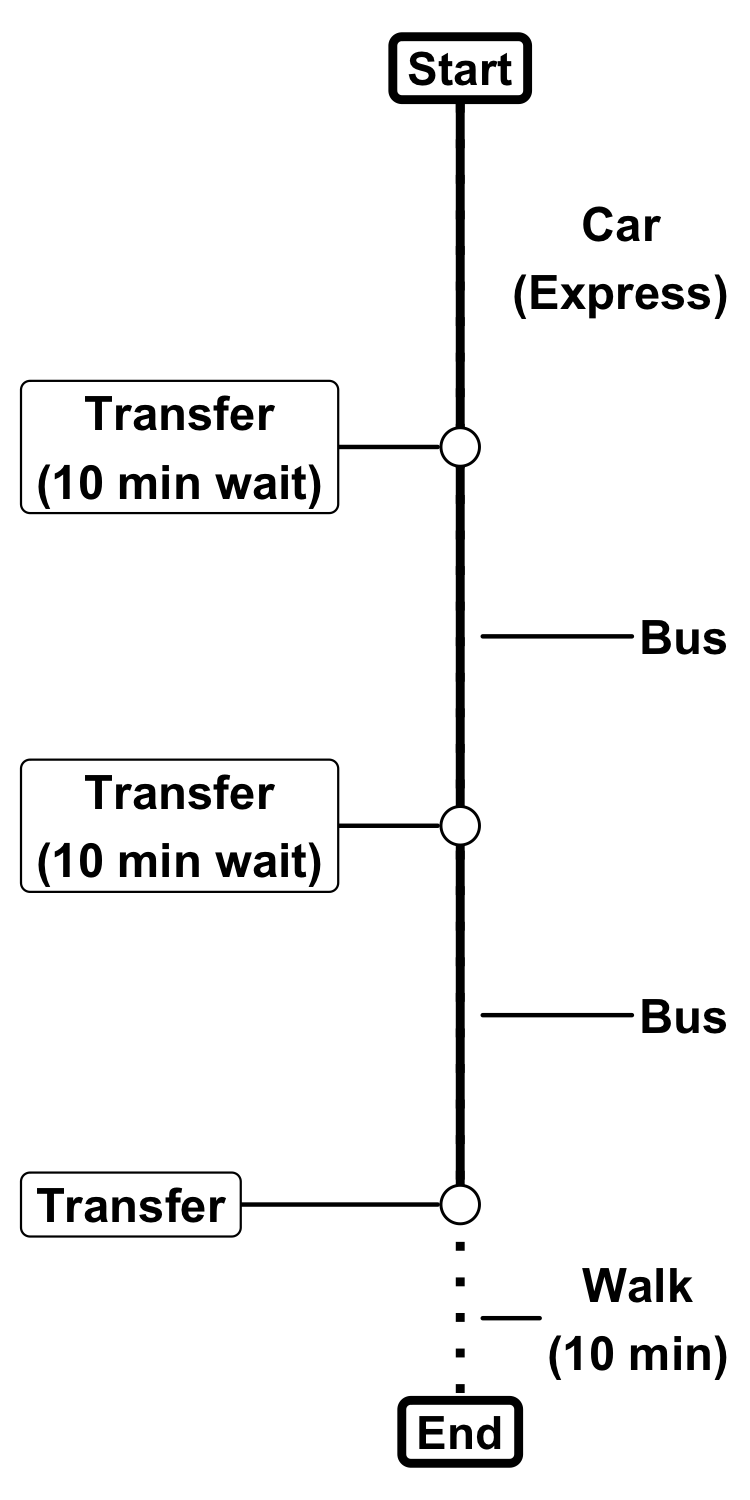 Start
Car
(Express)
Transfer
(10 min wait)
Bus
Transfer
(10 min wait)
Bus
Transfer
Walk
(10 min)
End